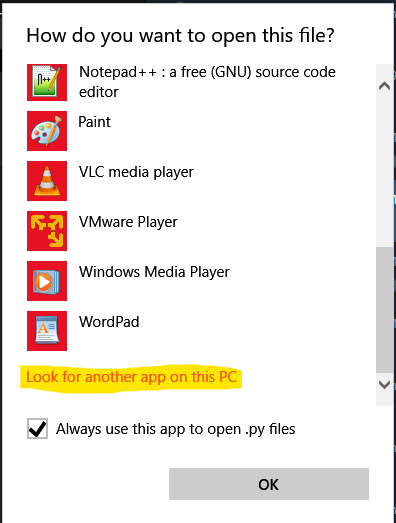 How do you want to open this file?
Notepad++ : a free (GNU) source code
editor
Paint
VLC media player
VMware Player
Windows Media Player
WordPad
Look for another app on this PC
Always use this app to open .py files
OK